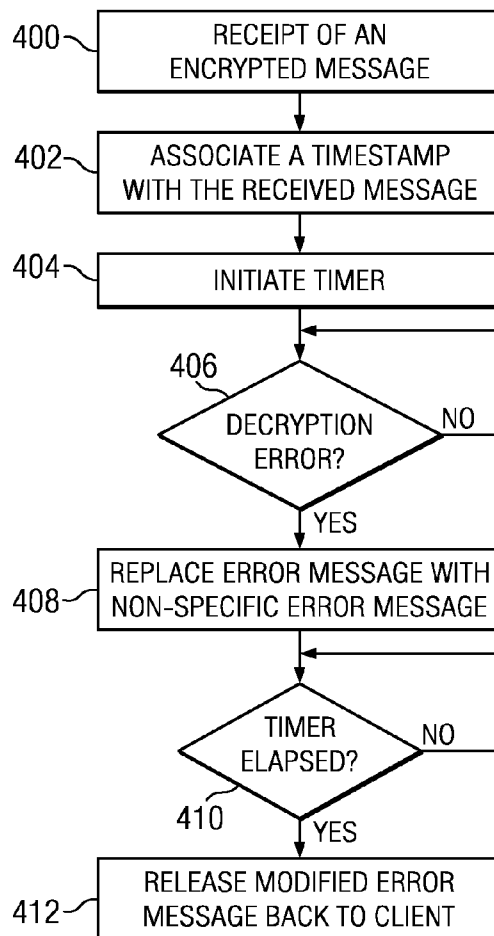 400
RECEIPT OF AN
ENCRYPTED MESSAGE
402
ASSOCIATE A TIMESTAMP
WITH THE RECEIVED MESSAGE
404
INITIATE TIMER
406
DECRYPTION
ERROR?
NO
YES
408
REPLACE ERROR MESSAGE WITH
NON-SPECIFIC ERROR MESSAGE
TIMER
ELAPSED?
NO
410
YES
412
RELEASE MODIFIED ERROR
MESSAGE BACK TO CLIENT